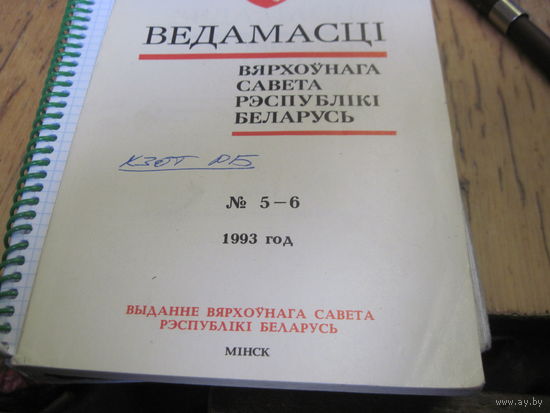 ВЕДАМАСЦІ
ВЯРХОЎНАГА
САВЕТА
РЭСПУБЛІКІ
БЕЛАРУСЬ
КЗОТ РБ
№ 5–6
1993 год
ВЫДАННЕ ВЯРХОЎНАГА САВЕТА
РЭСПУБЛІКІ БЕЛАРУСЬ
МІНСК
www.ay.by